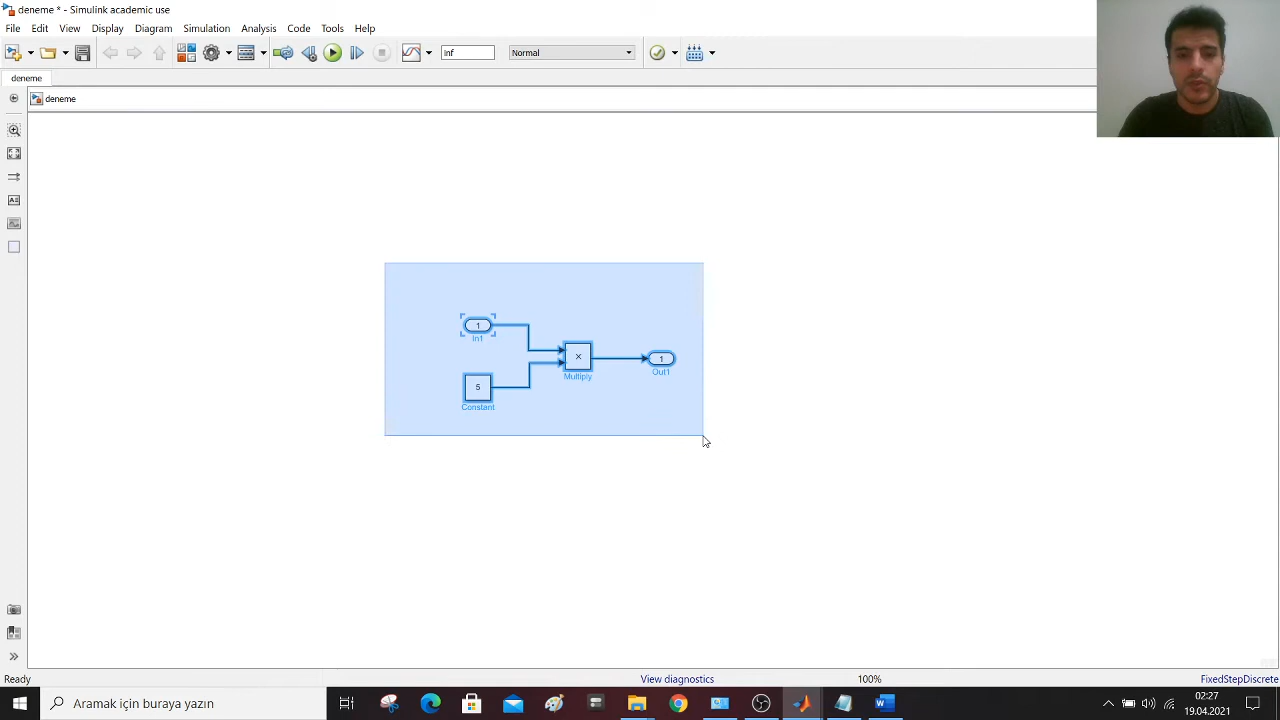 deneme * - Simulink academic use
File Edit View Display Diagram Simulation Analysis Code Tools Help
Inf Normal
deneme
deneme
1
In1
5
Constant
×
Multiply
1
Out1
Ready View diagnostics 100% FixedStepDiscrete
Aramak için buraya yazın
02:27
19.04.2021